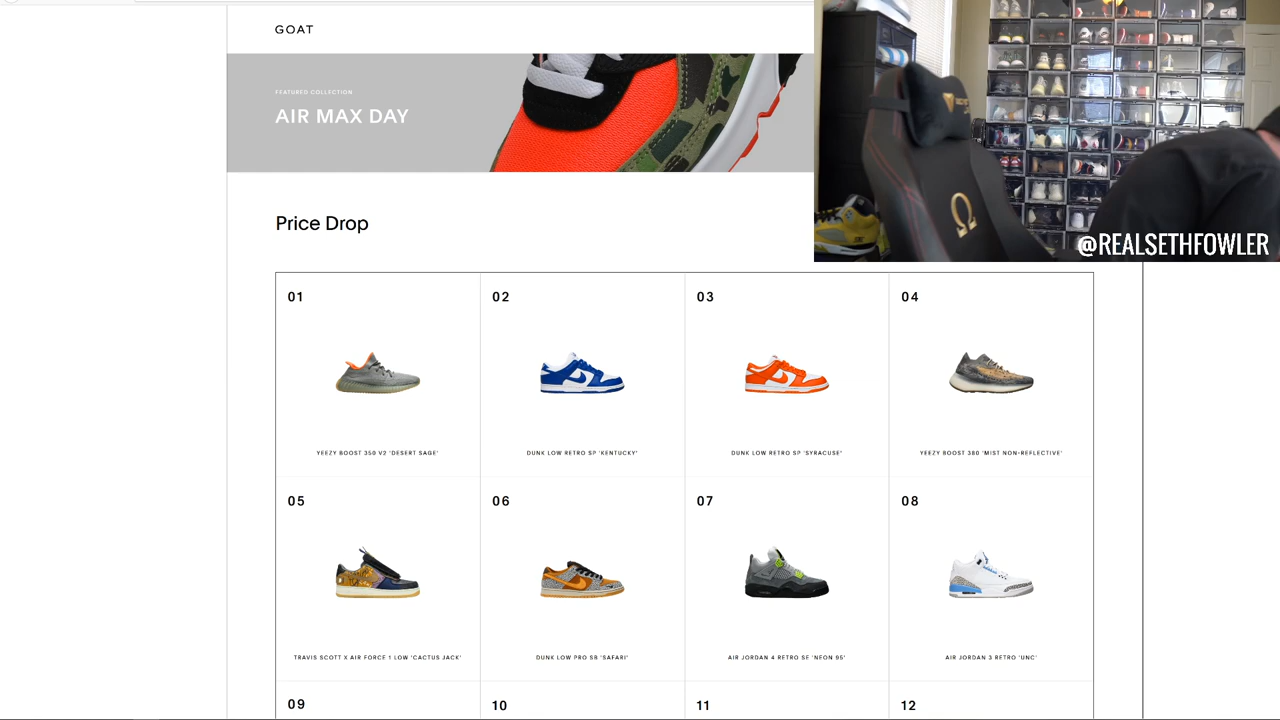 GOAT
FEATURED COLLECTION
AIR MAX DAY
@REALSETHFOWLER
Price Drop
01
02
03
04
YEEZY BOOST 350 V2 'DESERT SAGE'
DUNK LOW RETRO SP 'KENTUCKY'
DUNK LOW RETRO SP 'SYRACUSE'
YEEZY BOOST 380 'MIST NON-REFLECTIVE'
05
06
07
08
TRAVIS SCOTT X AIR FORCE 1 LOW 'CACTUS JACK'
DUNK LOW PRO SB 'SAFARI'
AIR JORDAN 4 RETRO SE 'NEON 95'
AIR JORDAN 3 RETRO 'UNC'
09
10
11
12